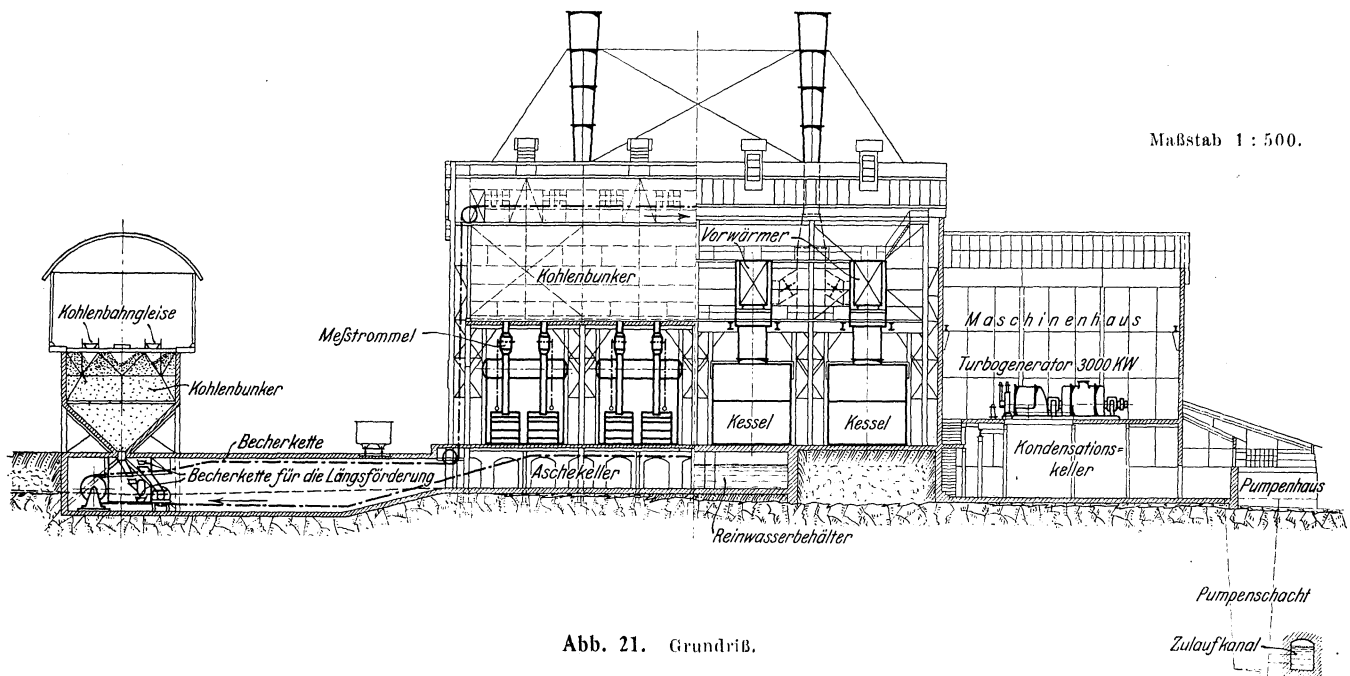 Maßstab 1 : 500.
Vorwärmer
Kohlenbunker
Kohlenbahngleise
Meßtrommel
Maschinenhaus
Turbogenerator 3000 KW
Kohlenbunker
Kessel
Kessel
Becherkette
Kondensations=
keller
Becherkette für die Längsförderung
Aschekeller
Pumpenhaus
Reinwasserbehälter
Pumpenschacht
Zulaufkanal
Abb. 21. Grundriß.